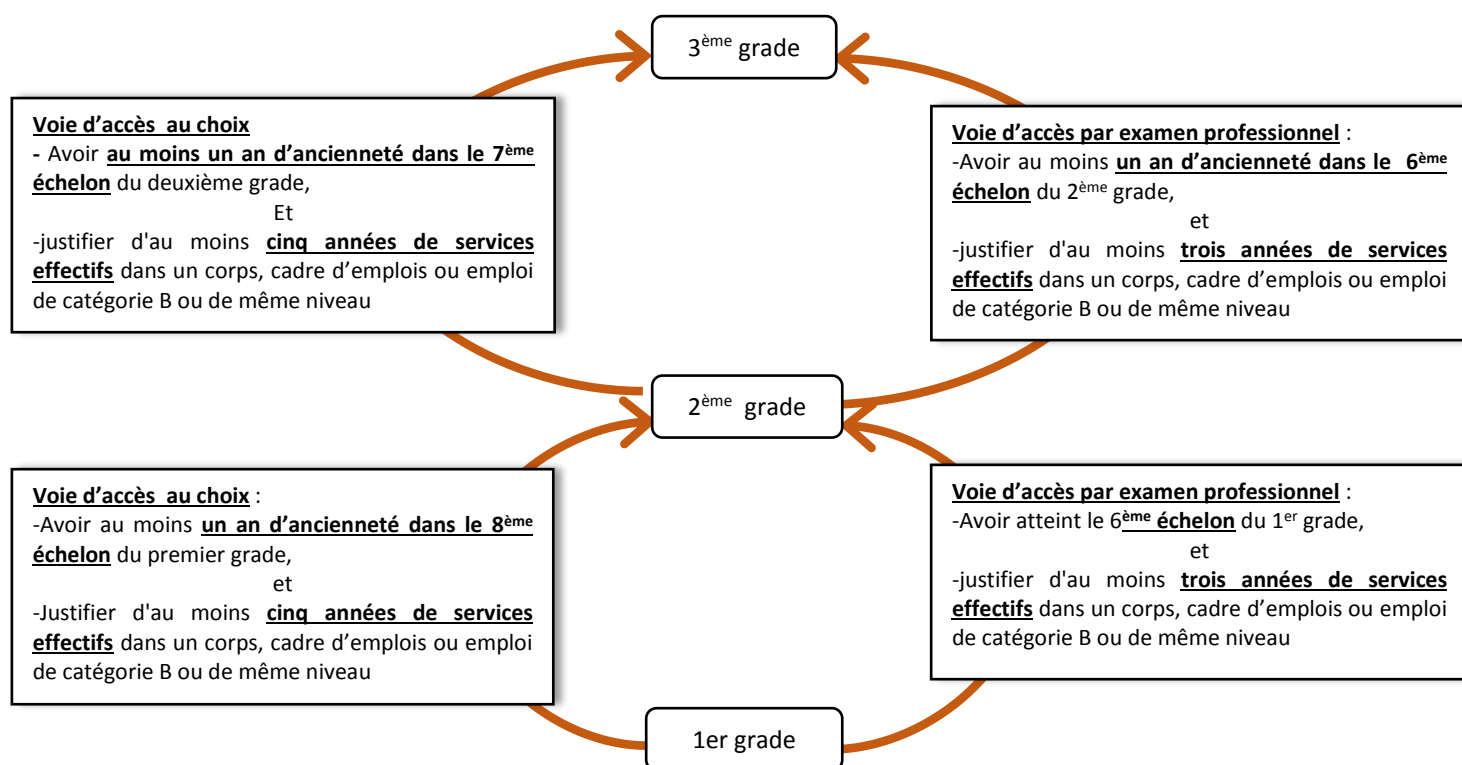 3ème grade
Voie d’accès au choix
- Avoir au moins un an d’ancienneté dans le 7ème
échelon du deuxième grade,
Et
-justifier d'au moins cinq années de services
effectifs dans un corps, cadre d’emplois ou emploi
de catégorie B ou de même niveau
Voie d’accès par examen professionnel :
-Avoir au moins un an d’ancienneté dans le 6ème
échelon du 2ème grade,
et
-justifier d'au moins trois années de services
effectifs dans un corps, cadre d’emplois ou emploi
de catégorie B ou de même niveau
2ème grade
Voie d’accès au choix :
-Avoir au moins un an d’ancienneté dans le 8ème
échelon du premier grade,
et
-Justifier d'au moins cinq années de services
effectifs dans un corps, cadre d’emplois ou emploi
de catégorie B ou de même niveau
Voie d’accès par examen professionnel :
-Avoir atteint le 6ème échelon du 1er grade,
et
-justifier d'au moins trois années de services
effectifs dans un corps, cadre d’emplois ou emploi
de catégorie B ou de même niveau
1er grade